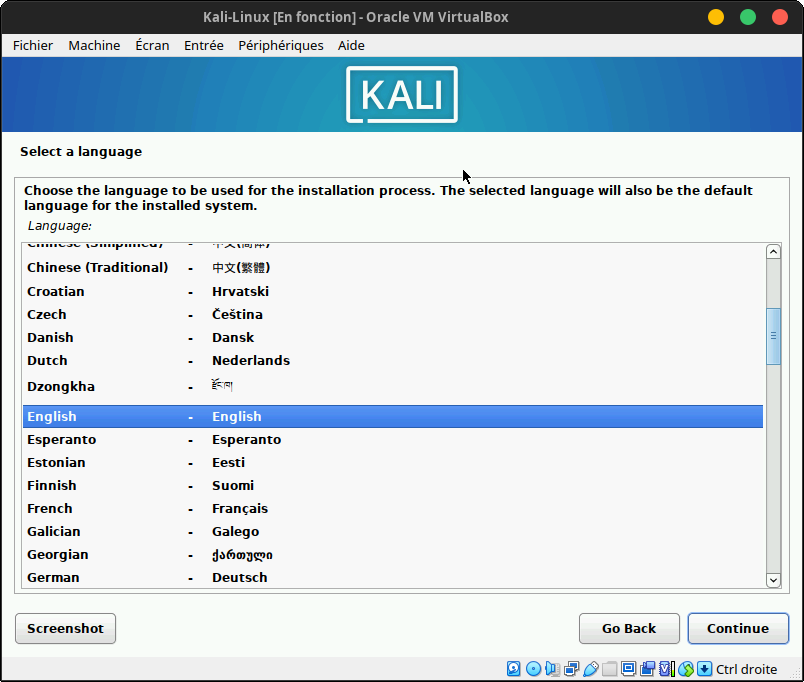 Kali-Linux [En fonction] - Oracle VM VirtualBox
Fichier Machine Écran Entrée Périphériques Aide
KALI
Select a language
Choose the language to be used for the installation process. The selected language will also be the default
language for the installed system.
Language:
Chinese (Simplified) - 中文(简体)
Chinese (Traditional) - 中文(繁體)
Croatian - Hrvatski
Czech - Čeština
Danish - Dansk
Dutch - Nederlands
Dzongkha - རྫོང་ཁ།
English - English
Esperanto - Esperanto
Estonian - Eesti
Finnish - Suomi
French - Français
Galician - Galego
Georgian - ქართული
German - Deutsch
Screenshot Go Back Continue
Ctrl droite